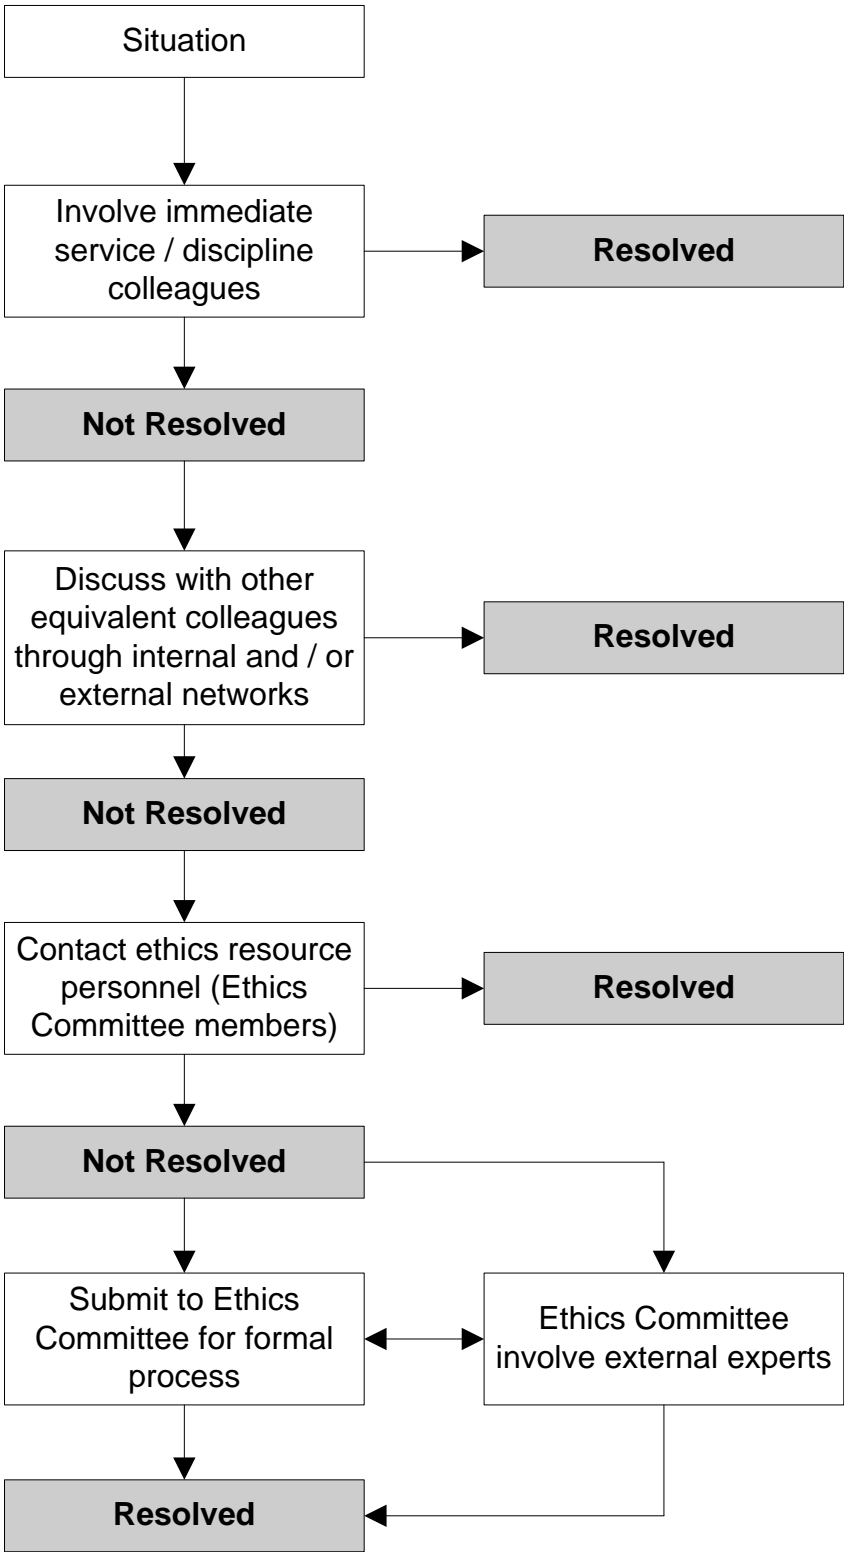 Situation
Involve immediate
service / discipline
colleagues
Resolved
Not Resolved
Discuss with other
equivalent colleagues
through internal and / or
external networks
Resolved
Not Resolved
Contact ethics resource
personnel (Ethics
Committee members)
Resolved
Not Resolved
Submit to Ethics
Committee for formal
process
Ethics Committee
involve external experts
Resolved